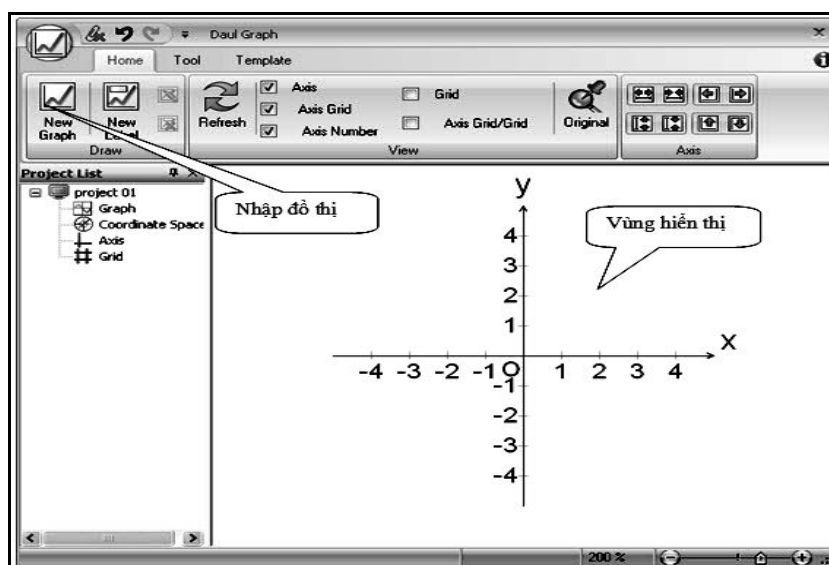 Daul Graph
Home Tool Template
New Graph
New Label
Refresh
Axis
Axis Grid
Axis Number
Grid
Axis Grid/Grid
Original
Draw
View
Axis
Project List
project 01
Graph
Coordinate Space
Axis
Grid
Nhập đồ thị
Vùng hiển thị
y
4
3
2
1
x
-4 -3 -2 -1 O 1 2 3 4
-1
-2
-3
-4
200 %